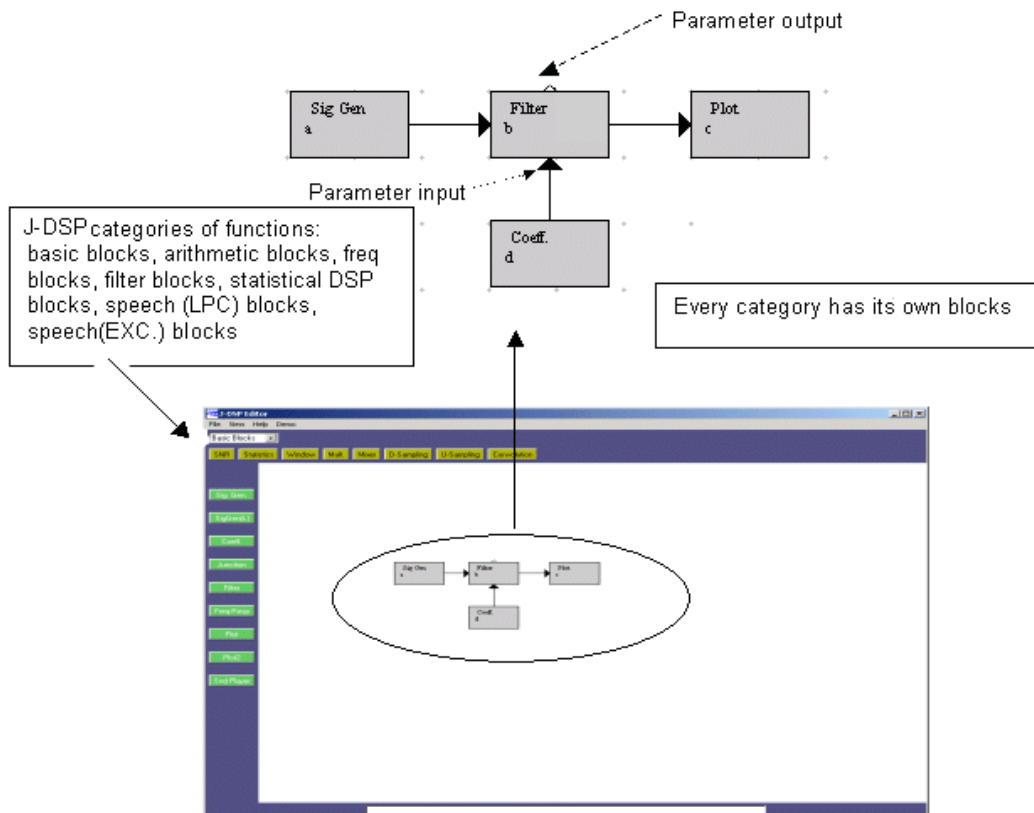 Parameter output
Sig Gen
a
Filter
b
Plot
c
Parameter input
Coeff.
d
J-DSP categories of functions:
basic blocks, arithmetic blocks, freq
blocks, filter blocks, statistical DSP
blocks, speech (LPC) blocks,
speech(EXC.) blocks
Every category has its own blocks
J-DSP Editor
File View Help Demos
Basic Blocks
SNR Statistics Window Mult. Mixer D-Sampling U-Sampling Convolution
Sig. Gen.
SigGen(L)
Coeff.
Junction
Filter
Plot
Plot2
Snd Player
Sig Gen
a
Filter
b
Plot
c
Coeff.
d